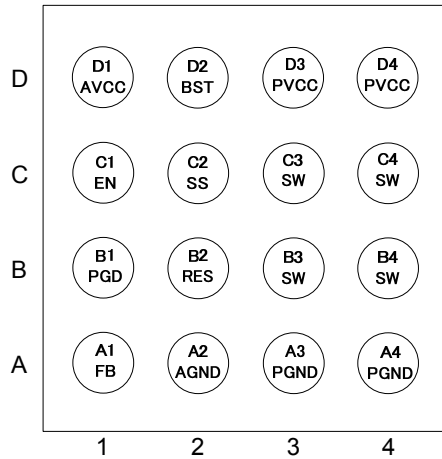 D
D1 D2 D3 D4
AVCC BST PVCC PVCC
C
C1 C2 C3 C4
EN SS SW SW
B
B1 B2 B3 B4
PGD RES SW SW
A
A1 A2 A3 A4
FB AGND PGND PGND
1 2 3 4